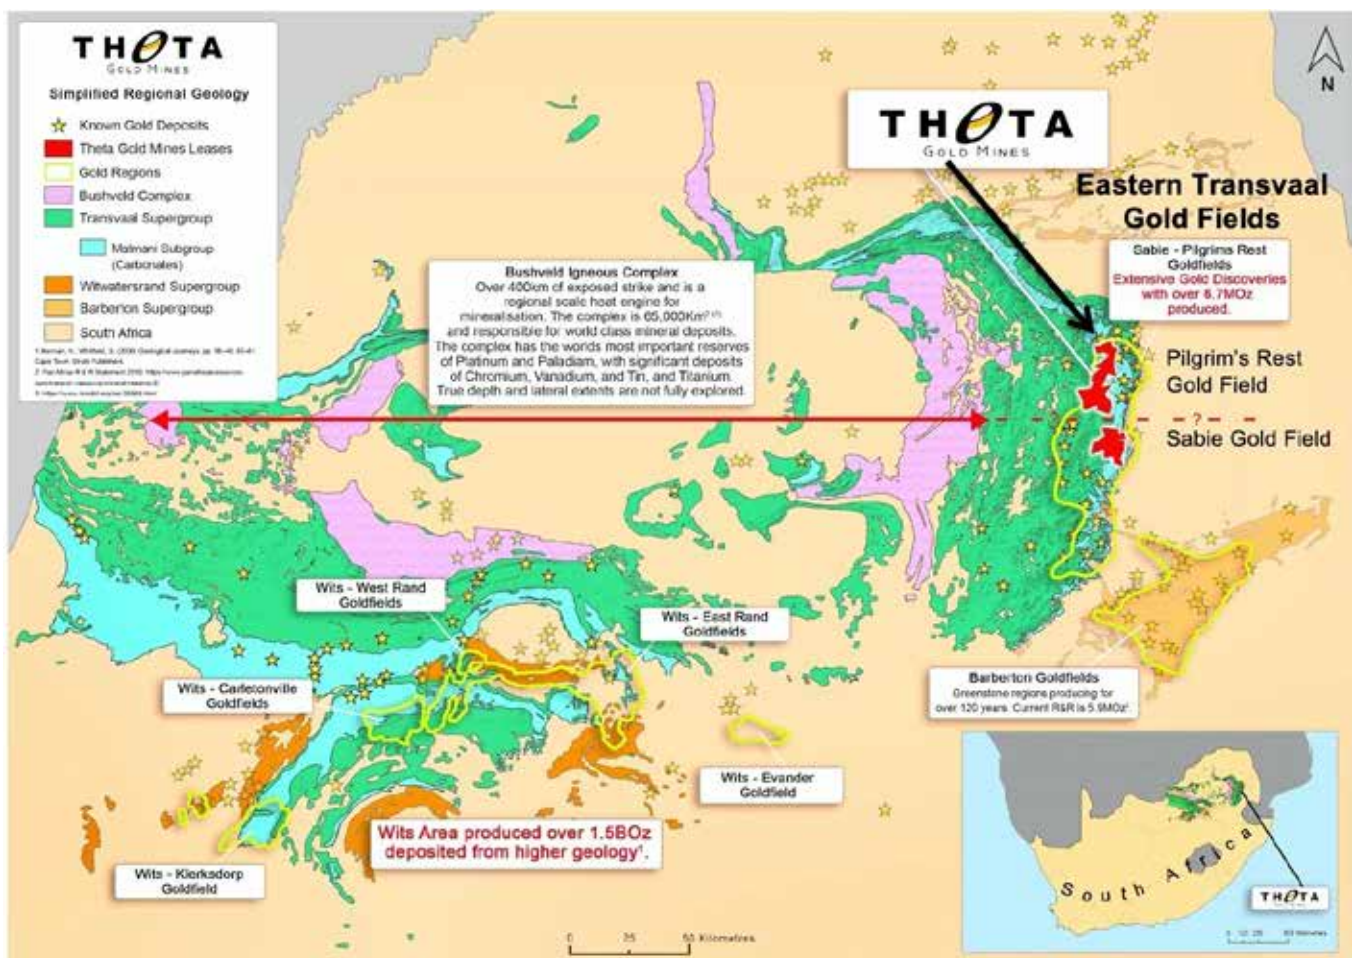 THETA
GOLD MINES
Simplified Regional Geology
Known Gold Deposits
Theta Gold Mines Leases
Gold Regions
Bushveld Complex
Transvaal Supergroup
Malmani Subgroup
(Carbonates)
Witwatersrand Supergroup
Barberton Supergroup
South Africa
N
THETA
GOLD MINES
Eastern Transvaal
Gold Fields
Sabie - Pilgrims Rest
Goldfields
Extensive Gold Discoveries
with over 6.7MOz
produced.
Bushveld Igneous Complex
Over 400km of exposed strike and is a
regional scale heat engine for
mineralisation. The complex is 65,000Km²
and responsible for world class mineral deposits.
The complex has the worlds most important reserves
of Platinum and Paladiam, with significant deposits
of Chromium, Vanadium, and Tin, and Titanium.
True depth and lateral extents are not fully explored.
Pilgrim's Rest
Gold Field
?
Sabie Gold Field
Wits - West Rand
Goldfields
Wits - East Rand
Goldfields
Wits - Carletonville
Goldfields
Barberton Goldfields
Greenstone regions producing for
over 120 years. Current R&R is 5.9MOz
Wits - Evander
Goldfield
Wits Area produced over 1.5BOz
deposited from higher geology¹.
Wits - Klerksdorp
Goldfield
0 25 50 Kilometres
South Africa
THETA